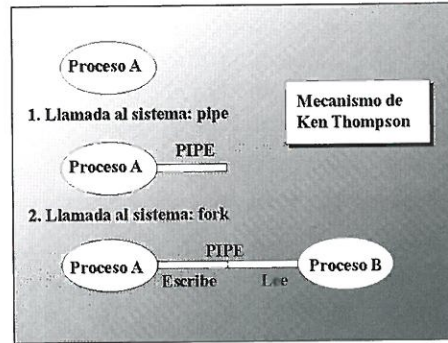 Proceso A
1. Llamada al sistema: pipe
Mecanismo de
Ken Thompson
PIPE
Proceso A
2. Llamada al sistema: fork
PIPE
Proceso A
Proceso B
Escribe
Lee